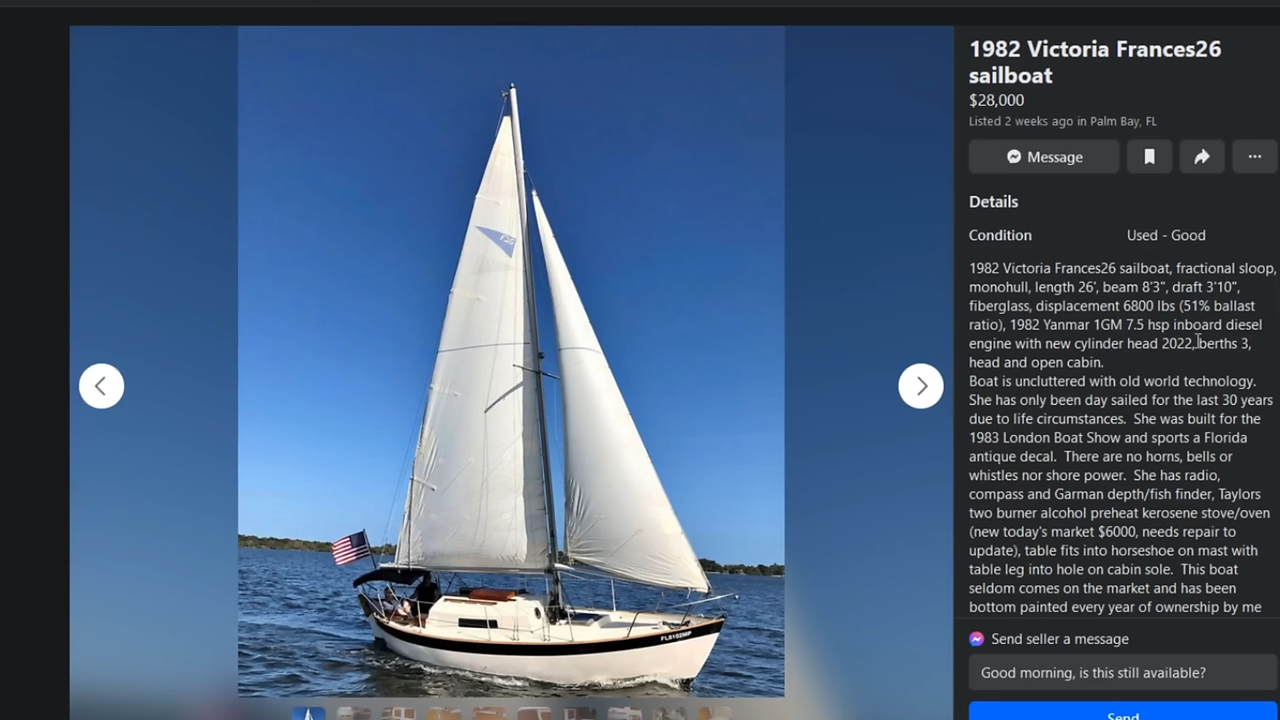 1982 Victoria Frances26
sailboat
$28,000
Listed 2 weeks ago in Palm Bay, FL
Message
Details
Condition Used - Good
1982 Victoria Frances26 sailboat, fractional sloop,
monohull, length 26', beam 8'3", draft 3'10",
fiberglass, displacement 6800 lbs (51% ballast
ratio), 1982 Yanmar 1GM 7.5 hsp inboard diesel
engine with new cylinder head 2022, berths 3,
head and open cabin.
Boat is uncluttered with old world technology.
She has only been day sailed for the last 30 years
due to life circumstances. She was built for the
1983 London Boat Show and sports a Florida
antique decal. There are no horns, bells or
whistles nor shore power. She has radio,
compass and Garman depth/fish finder, Taylors
two burner alcohol preheat kerosene stove/oven
(new today's market $6000, needs repair to
update), table fits into horseshoe on mast with
table leg into hole on cabin sole. This boat
seldom comes on the market and has been
bottom painted every year of ownership by me
Send seller a message
Good morning, is this still available?
Send